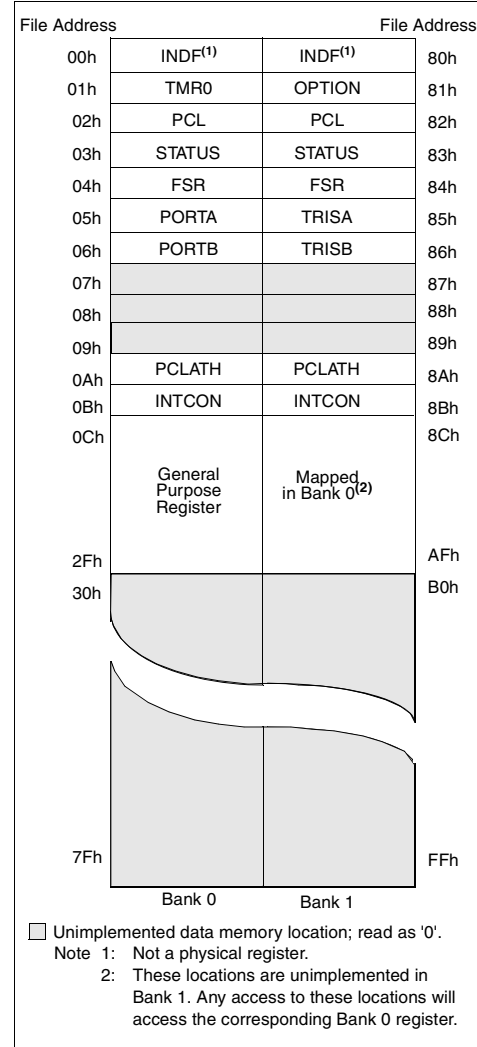 File Address File Address
00h INDF(1) INDF(1) 80h
01h TMR0 OPTION 81h
02h PCL PCL 82h
03h STATUS STATUS 83h
04h FSR FSR 84h
05h PORTA TRISA 85h
06h PORTB TRISB 86h
07h 87h
08h 88h
09h 89h
0Ah PCLATH PCLATH 8Ah
0Bh INTCON INTCON 8Bh
0Ch 8Ch
General Mapped
Purpose in Bank 0(2)
Register
2Fh AFh
30h B0h
7Fh FFh
Bank 0 Bank 1
Unimplemented data memory location; read as '0'.
Note 1: Not a physical register.
2: These locations are unimplemented in
Bank 1. Any access to these locations will
access the corresponding Bank 0 register.